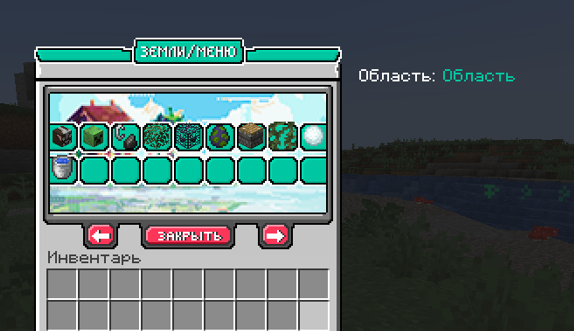 ЗЕМЛИ/МЕНЮ
Область: Область
ЗАКРЫТЬ
Инвентарь